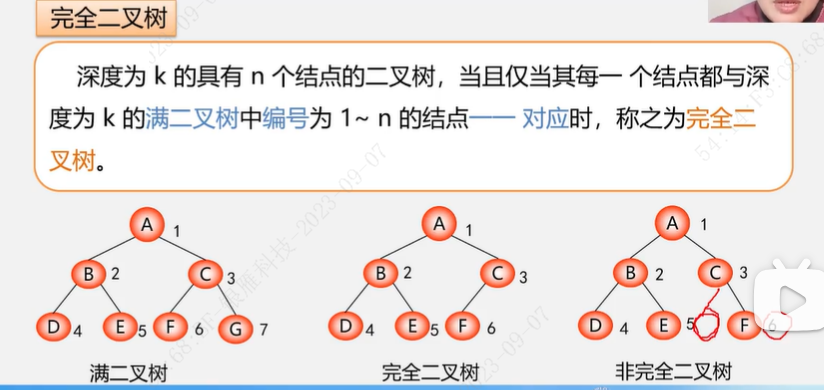 完全二叉树
深度为 k 的具有 n 个结点的二叉树，当且仅当其每一 个结点都与深
度为 k 的满二叉树中编号为 1~ n 的结点一一 对应时，称之为完全二
叉树。
A 1 A 1 A 1
B 2 C 3 B 2 C 3 B 2 C 3
D 4 E 5 F 6 G 7 D 4 E 5 F 6 D 4 E 5 F 6
满二叉树 完全二叉树 非完全二叉树